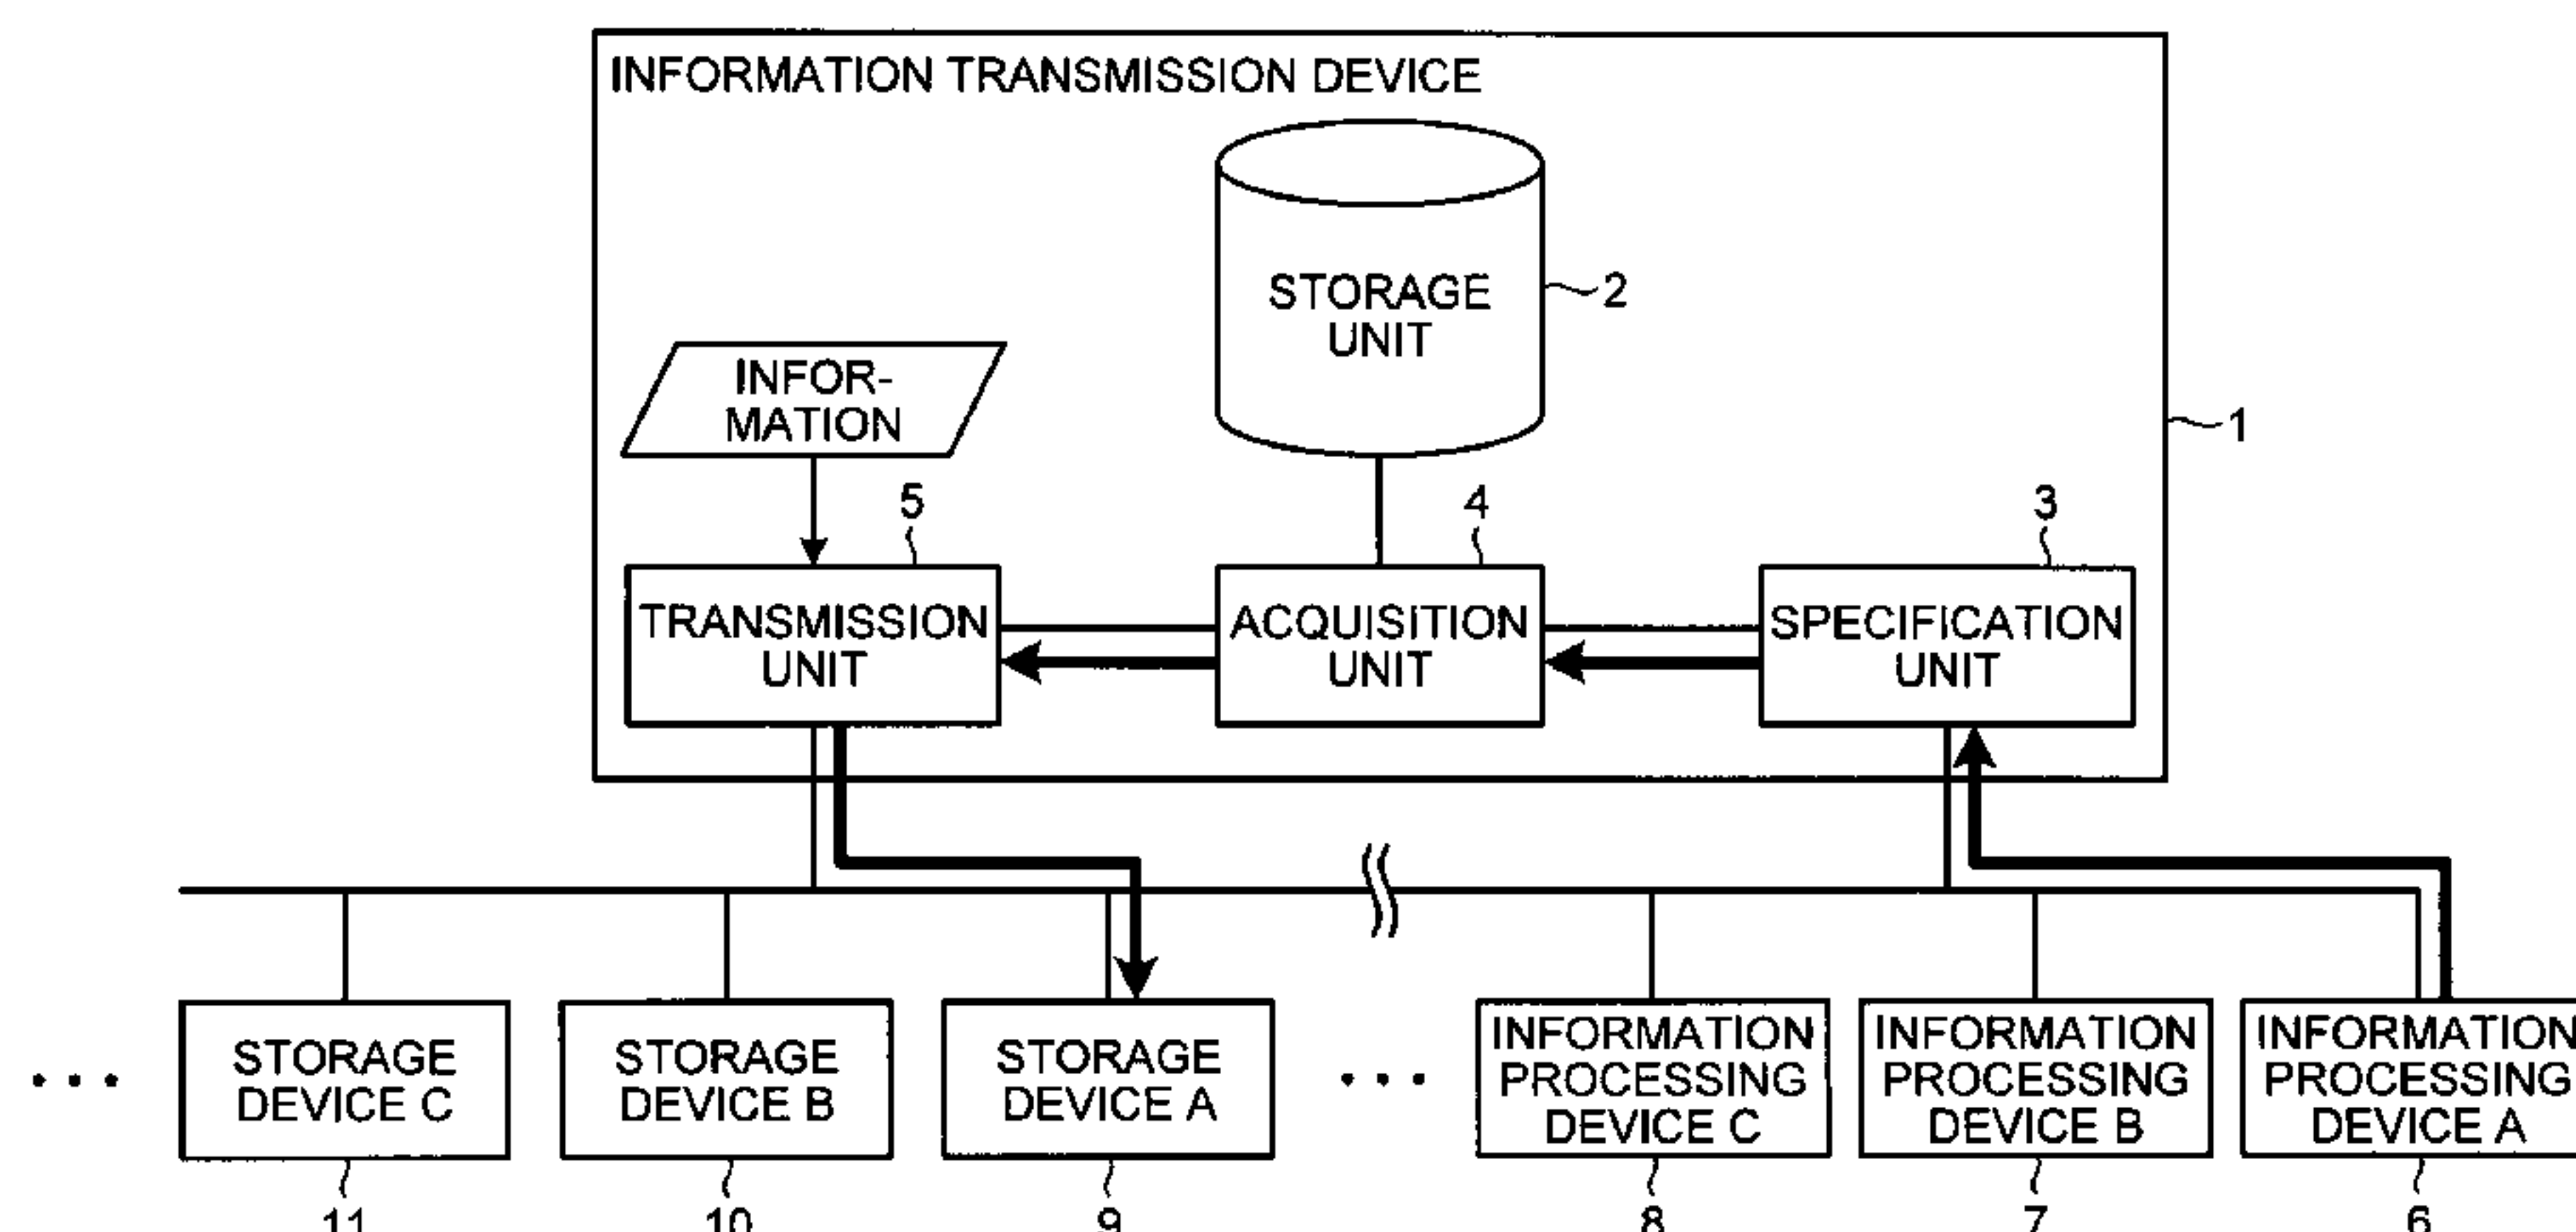 INFORMATION TRANSMISSION DEVICE
STORAGE
UNIT
2
INFOR-
MATION
1
5
4
3
TRANSMISSION
UNIT
ACQUISITION
UNIT
SPECIFICATION
UNIT
STORAGE
DEVICE C
STORAGE
DEVICE B
STORAGE
DEVICE A
INFORMATION
PROCESSING
DEVICE C
INFORMATION
PROCESSING
DEVICE B
INFORMATION
PROCESSING
DEVICE A
11
10
9
8
7
6